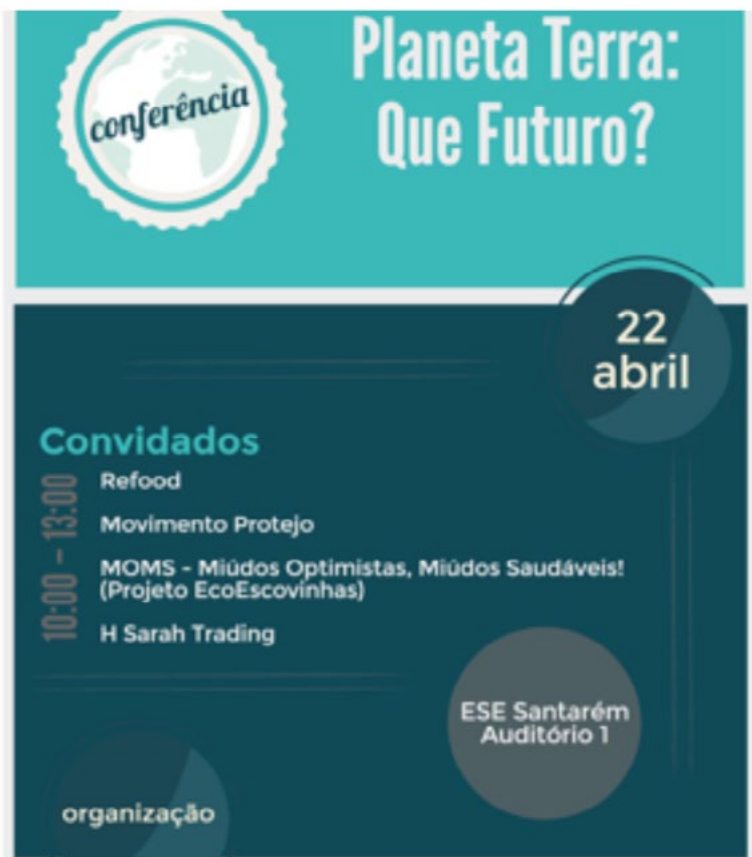 conferência
Planeta Terra:
Que Futuro?
22
abril
Convidados
10:00 - 13:00
Refood
Movimento Protejo
MOMS - Miúdos Optimistas, Miúdos Saudáveis!
(Projeto EcoEscovinhas)
H Sarah Trading
ESE Santarém
Auditório 1
organização